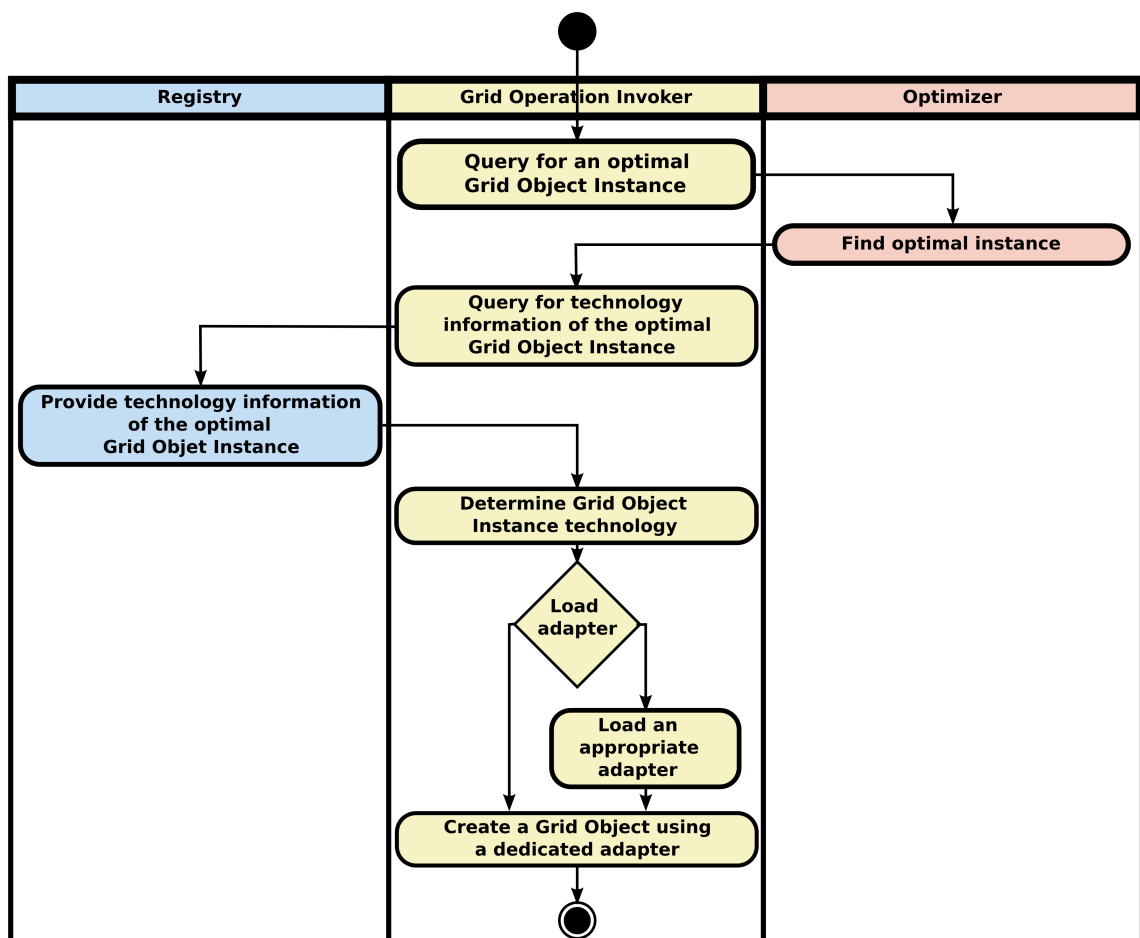 Registry
Grid Operation Invoker
Optimizer
Query for an optimal
Grid Object Instance
Find optimal instance
Query for technology
information of the optimal
Grid Object Instance
Provide technology information
of the optimal
Grid Objet Instance
Determine Grid Object
Instance technology
Load
adapter
Load an
appropriate
adapter
Create a Grid Object using
a dedicated adapter